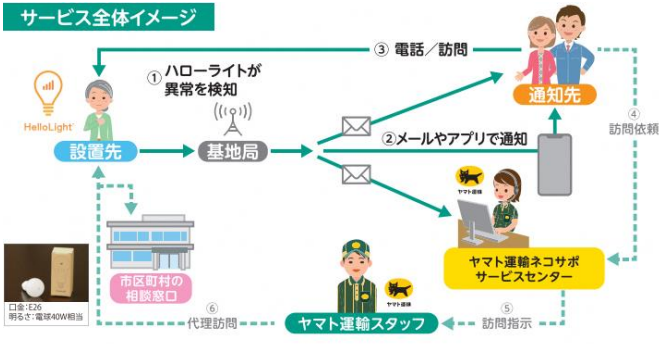 サービス全体イメージ
HelloLight
設置先
① ハローライトが
異常を検知
基地局
③ 電話／訪問
②メールやアプリで通知
通知先
④
訪問依頼
ヤマト運輸
ヤマト運輸ネコサポ
サービスセンター
⑤
訪問指示
ヤマト運輸
ヤマト運輸スタッフ
⑥
代理訪問
市区町村の
相談窓口
口金：E26
明るさ：電球40W相当